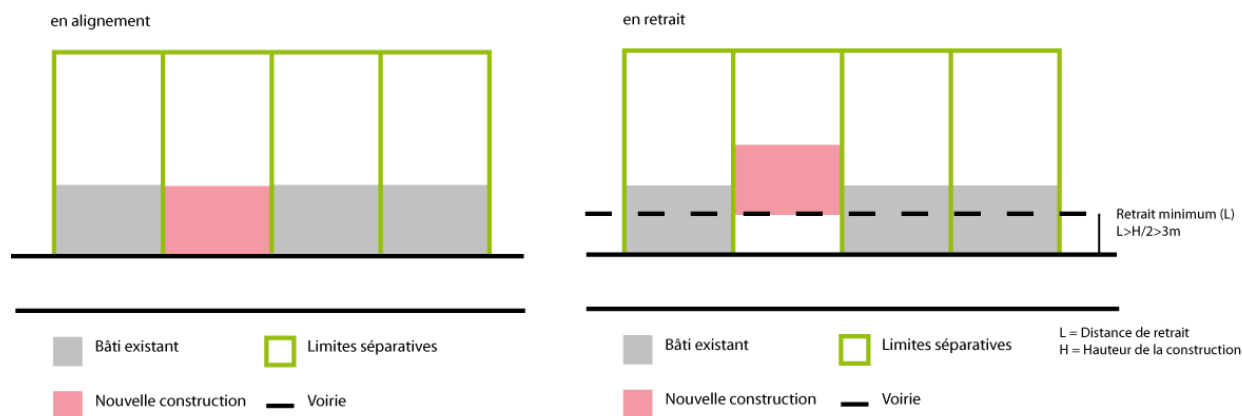 en alignement
Bâti existant
Limites séparatives
Nouvelle construction
Voirie
en retrait
Retrait minimum (L)
L>H/2>3m
Bâti existant
Limites séparatives
L = Distance de retrait
H = Hauteur de la construction
Nouvelle construction
Voirie